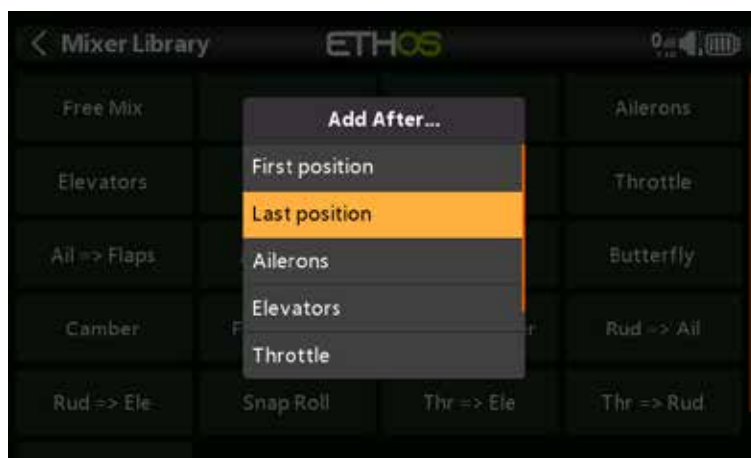 Mixer Library
ETHOS
Free Mix
Ailerons
Add After...
First position
Elevators
Throttle
Last position
Ail => Flaps
Butterfly
Ailerons
Elevators
Camber
Rud => Ail
Throttle
Rud => Ele
Snap Roll
Thr => Ele
Thr => Rud